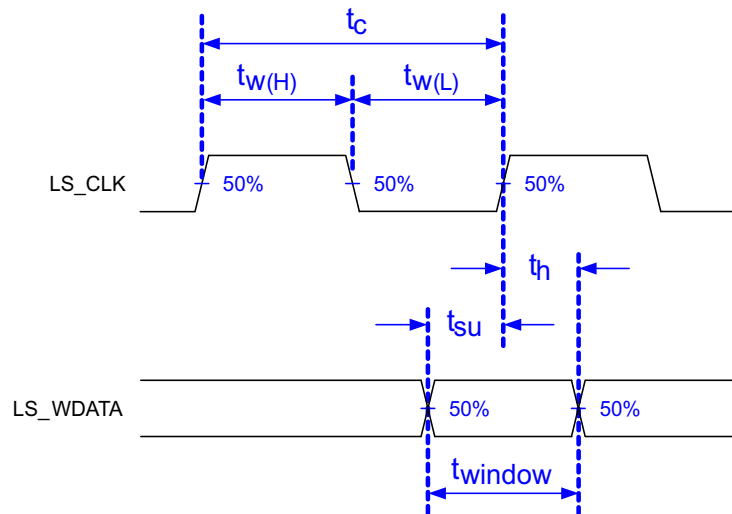 tc
tw(H) tw(L)
LS_CLK 50% 50% 50%
th
tsu
LS_WDATA 50% 50%
twindow